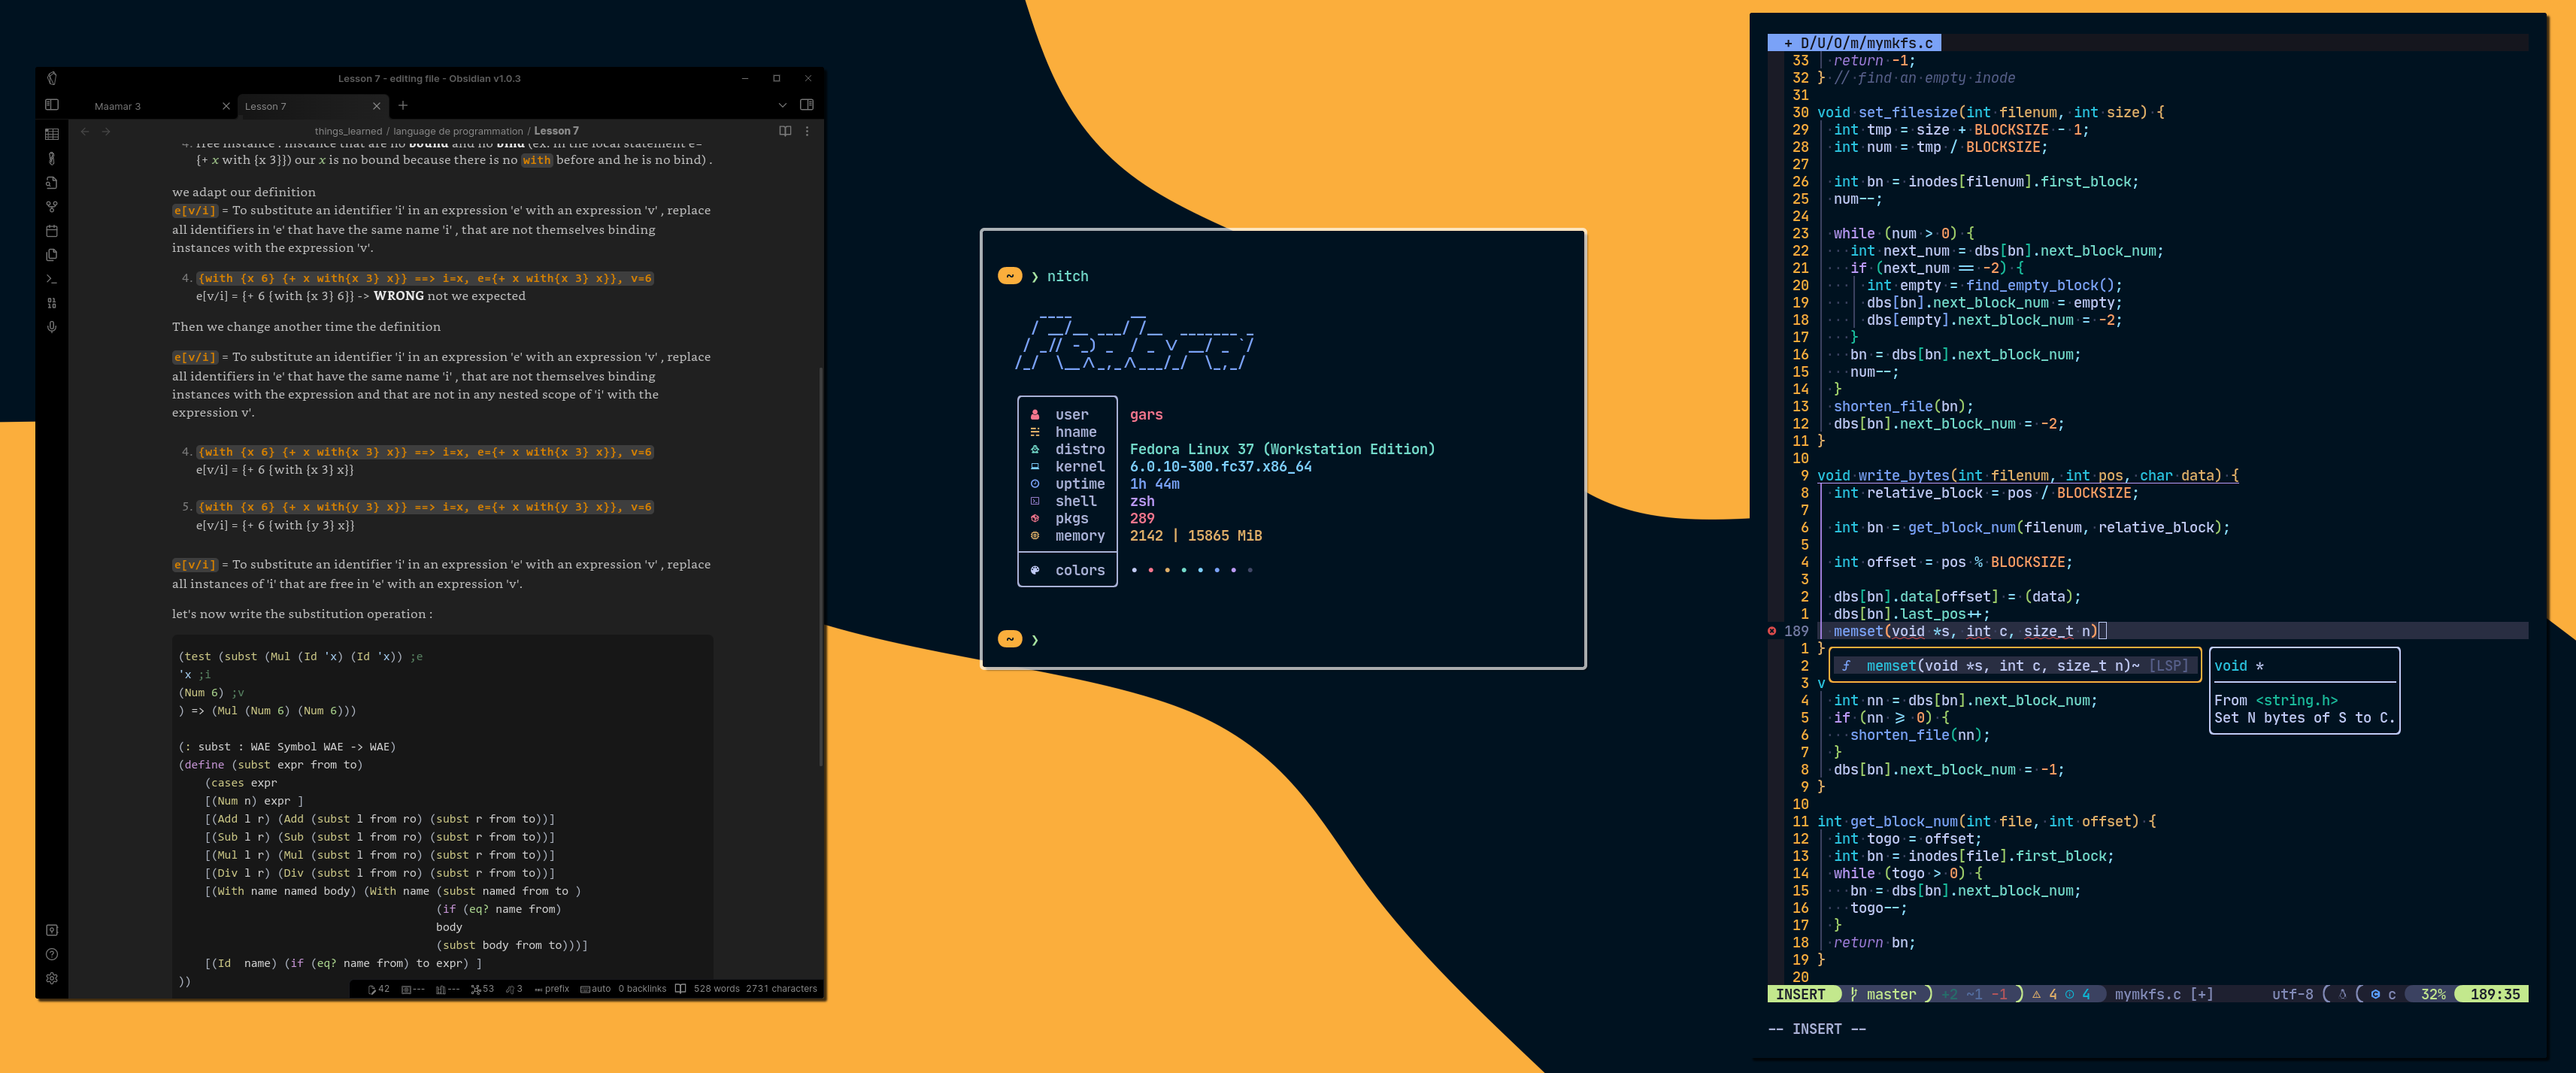 Lesson 7 - editing file - Obsidian v1.0.3
Maamar 3
Lesson 7
things_learned / language de programmation / Lesson 7
4. free instance : instance that are no bound and no bind (ex. in the local statement e=
{+ x with {x 3}}) our x is no bound because there is no with before and he is no bind) .
we adapt our definition
e[v/i] = To substitute an identifier 'i' in an expression 'e' with an expression 'v' , replace
all identifiers in 'e' that have the same name 'i' , that are not themselves binding
instances with the expression 'v'.
4. {with {x 6} {+ x with{x 3} x}} ==> i=x, e={+ x with{x 3} x}}, v=6
e[v/i] = {+ 6 {with {x 3} 6}} -> WRONG not we expected
Then we change another time the definition
e[v/i] = To substitute an identifier 'i' in an expression 'e' with an expression 'v' , replace
all identifiers in 'e' that have the same name 'i' , that are not themselves binding
instances with the expression and that are not in any nested scope of 'i' with the
expression v'.
4. {with {x 6} {+ x with{x 3} x}} ==> i=x, e={+ x with{x 3} x}}, v=6
e[v/i] = {+ 6 {with {x 3} x}}
5. {with {x 6} {+ x with{y 3} x}} ==> i=x, e={+ x with{y 3} x}}, v=6
e[v/i] = {+ 6 {with {y 3} x}}
e[v/i] = To substitute an identifier 'i' in an expression 'e' with an expression 'v' , replace
all instances of 'i' that are free in 'e' with an expression 'v'.
let's now write the substitution operation :
(test (subst (Mul (Id 'x) (Id 'x)) ;e
'x ;i
(Num 6) ;v
) => (Mul (Num 6) (Num 6)))
(: subst : WAE Symbol WAE -> WAE)
(define (subst expr from to)
(cases expr
[(Num n) expr ]
[(Add l r) (Add (subst l from ro) (subst r from to))]
[(Sub l r) (Sub (subst l from ro) (subst r from to))]
[(Mul l r) (Mul (subst l from ro) (subst r from to))]
[(Div l r) (Div (subst l from ro) (subst r from to))]
[(With name named body) (With name (subst named from to )
(if (eq? name from)
body
(subst body from to)))]
[(Id  name) (if (eq? name from) to expr) ]
))
42 --- --- 53 3 prefix auto 0 backlinks 528 words 2731 characters
~ ❯ nitch
Fedora
user gars
hname
distro Fedora Linux 37 (Workstation Edition)
kernel 6.0.10-300.fc37.x86_64
uptime 1h 44m
shell zsh
pkgs 289
memory 2142 | 15865 MiB
colors
~ ❯
+ D/U/O/m/mymkfs.c
33 return -1;
32 } // find an empty inode
31
30 void set_filesize(int filenum, int size) {
29 int tmp = size + BLOCKSIZE - 1;
28 int num = tmp / BLOCKSIZE;
27
26 int bn = inodes[filenum].first_block;
25 num--;
24
23 while (num > 0) {
22 int next_num = dbs[bn].next_block_num;
21 if (next_num == -2) {
20 int empty = find_empty_block();
19 dbs[bn].next_block_num = empty;
18 dbs[empty].next_block_num = -2;
17 }
16 bn = dbs[bn].next_block_num;
15 num--;
14 }
13 shorten_file(bn);
12 dbs[bn].next_block_num = -2;
11 }
10
9 void write_bytes(int filenum, int pos, char data) {
8 int relative_block = pos / BLOCKSIZE;
7
6 int bn = get_block_num(filenum, relative_block);
5
4 int offset = pos % BLOCKSIZE;
3
2 dbs[bn].data[offset] = (data);
1 dbs[bn].last_pos++;
189 memset(void *s, int c, size_t n)
1 }
2 ƒ memset(void *s, int c, size_t n)~ [LSP]
void *
From <string.h>
Set N bytes of S to C.
3 v
4 int nn = dbs[bn].next_block_num;
5 if (nn >= 0) {
6 shorten_file(nn);
7 }
8 dbs[bn].next_block_num = -1;
9 }
10
11 int get_block_num(int file, int offset) {
12 int togo = offset;
13 int bn = inodes[file].first_block;
14 while (togo > 0) {
15 bn = dbs[bn].next_block_num;
16 togo--;
17 }
18 return bn;
19 }
20
INSERT master +2 ~1 -1 4 4 mymkfs.c [+] utf-8 c 32% 189:35
-- INSERT --